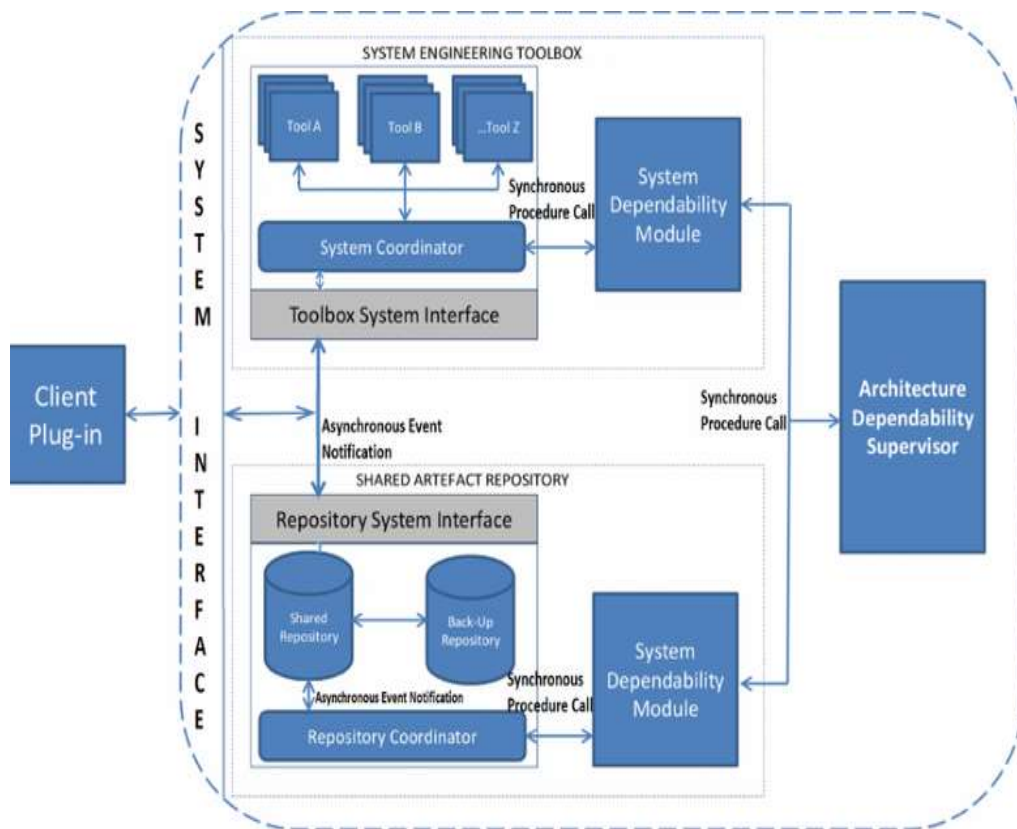 SYSTEM ENGINEERING TOOLBOX
Tool A
Tool B
...Tool Z
Synchronous
Procedure Call
System
Dependability
Module
System Coordinator
Toolbox System Interface
SYSTEM INTERFACE
Client
Plug-in
Asynchronous Event
Notification
Synchronous
Procedure Call
Architecture
Dependability
Supervisor
SHARED ARTEFACT REPOSITORY
Repository System Interface
Shared
Repository
Back-Up
Repository
Asynchronous Event Notification
Synchronous
Procedure Call
System
Dependability
Module
Repository Coordinator